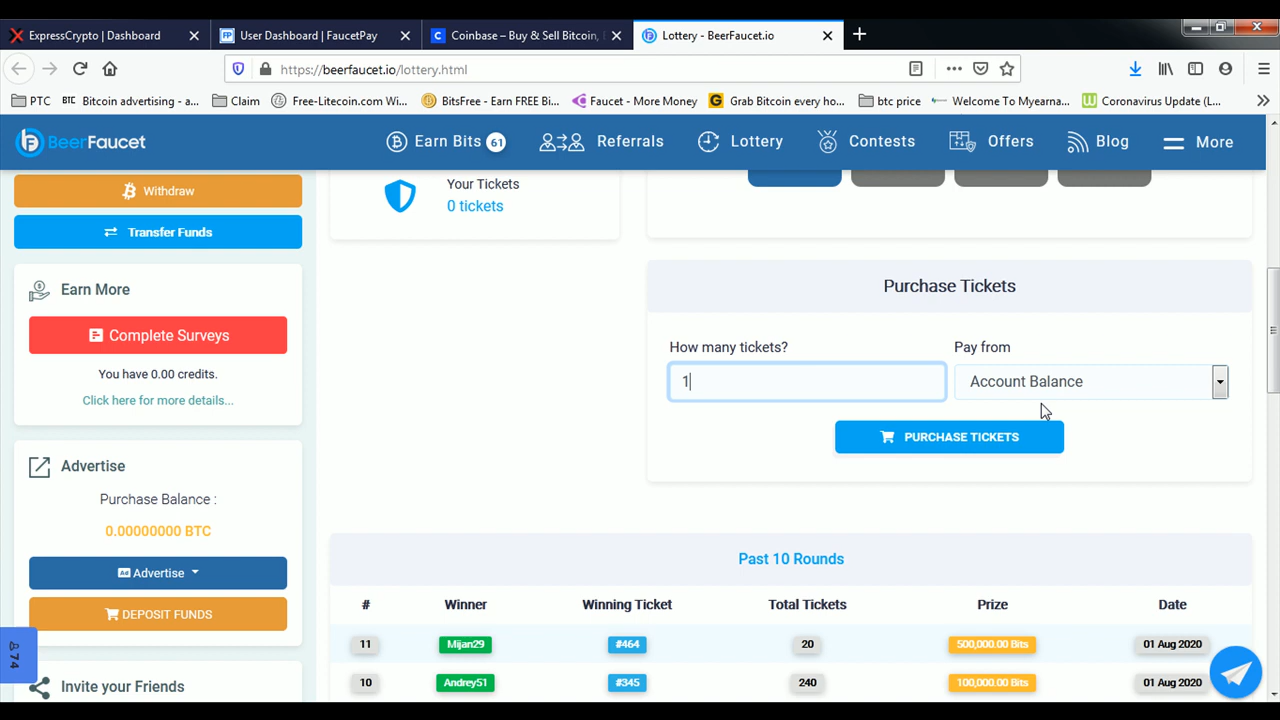 ExpressCrypto | Dashboard
User Dashboard | FaucetPay
Coinbase – Buy & Sell Bitcoin,
Lottery - BeerFaucet.io
https://beerfaucet.io/lottery.html
PTC
Bitcoin advertising - a...
Claim
Free-Litecoin.com Wi...
BitsFree - Earn FREE Bi...
Faucet - More Money
Grab Bitcoin every ho...
btc price
Welcome To Myearna...
Coronavirus Update (L...
BeerFaucet
Earn Bits 61
Referrals
Lottery
Contests
Offers
Blog
More
Withdraw
Transfer Funds
Earn More
Complete Surveys
You have 0.00 credits.
Click here for more details...
Advertise
Purchase Balance :
0.00000000 BTC
Advertise
DEPOSIT FUNDS
Invite your Friends
74
Your Tickets
0 tickets
Purchase Tickets
How many tickets?
Pay from
1
Account Balance
PURCHASE TICKETS
Past 10 Rounds
# Winner Winning Ticket Total Tickets Prize Date
11 Mijan29 #464 20 500,000.00 Bits 01 Aug 2020
10 Andrey51 #345 240 100,000.00 Bits 01 Aug 2020